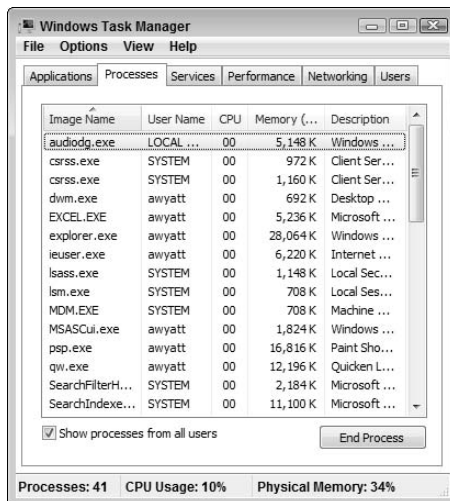 Windows Task Manager
File Options View Help
Applications Processes Services Performance Networking Users
Image Name User Name CPU Memory (... Description
audiodg.exe LOCAL ... 00 5,148 K Windows ...
csrss.exe SYSTEM 00 972 K Client Ser...
csrss.exe SYSTEM 00 1,160 K Client Ser...
dwm.exe awyatt 00 692 K Desktop ...
EXCEL.EXE awyatt 00 5,236 K Microsoft ...
explorer.exe awyatt 00 28,064 K Windows ...
ieuser.exe awyatt 00 6,220 K Internet ...
lsass.exe SYSTEM 00 1,148 K Local Sec...
lsm.exe SYSTEM 00 708 K Local Ses...
MDM.EXE SYSTEM 00 708 K Machine ...
MSASCui.exe awyatt 00 1,824 K Windows ...
psp.exe awyatt 00 16,816 K Paint Sho...
qw.exe awyatt 00 12,196 K Quicken L...
SearchFilterH... SYSTEM 00 2,184 K Microsoft ...
SearchIndexe... SYSTEM 00 11,100 K Microsoft ...
Show processes from all users End Process
Processes: 41 CPU Usage: 10% Physical Memory: 34%